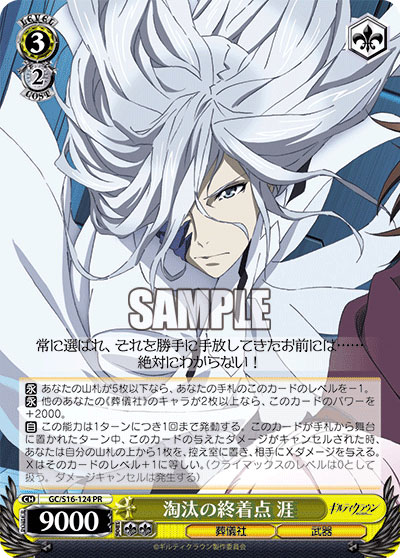 LEVEL
3
2
COST
SAMPLE
常に選ばれ、それを勝手に手放してきたお前には……
絶対にわからない！
永 あなたの山札が5枚以下なら、あなたの手札のこのカードのレベルを－1。
永 他のあなたの《葬儀社》のキャラが2枚以上なら、このカードのパワーを
＋2000。
自 この能力は1ターンにつき1回まで発動する。 このカードが手札から舞台
に置かれたターン中、このカードの与えたダメージがキャンセルされた時、
あなたは自分の山札の上から1枚を、控え室に置き、相手にXダメージを与える。
Xはそのカードのレベル＋1に等しい。（クライマックスのレベルは0として扱
う。ダメージキャンセルは発生する）
CH
GC/S16-124 PR
淘汰の終着点 涯
ギルティクラウン
9000
葬儀社
武器
©ギルティクラウン製作委員会